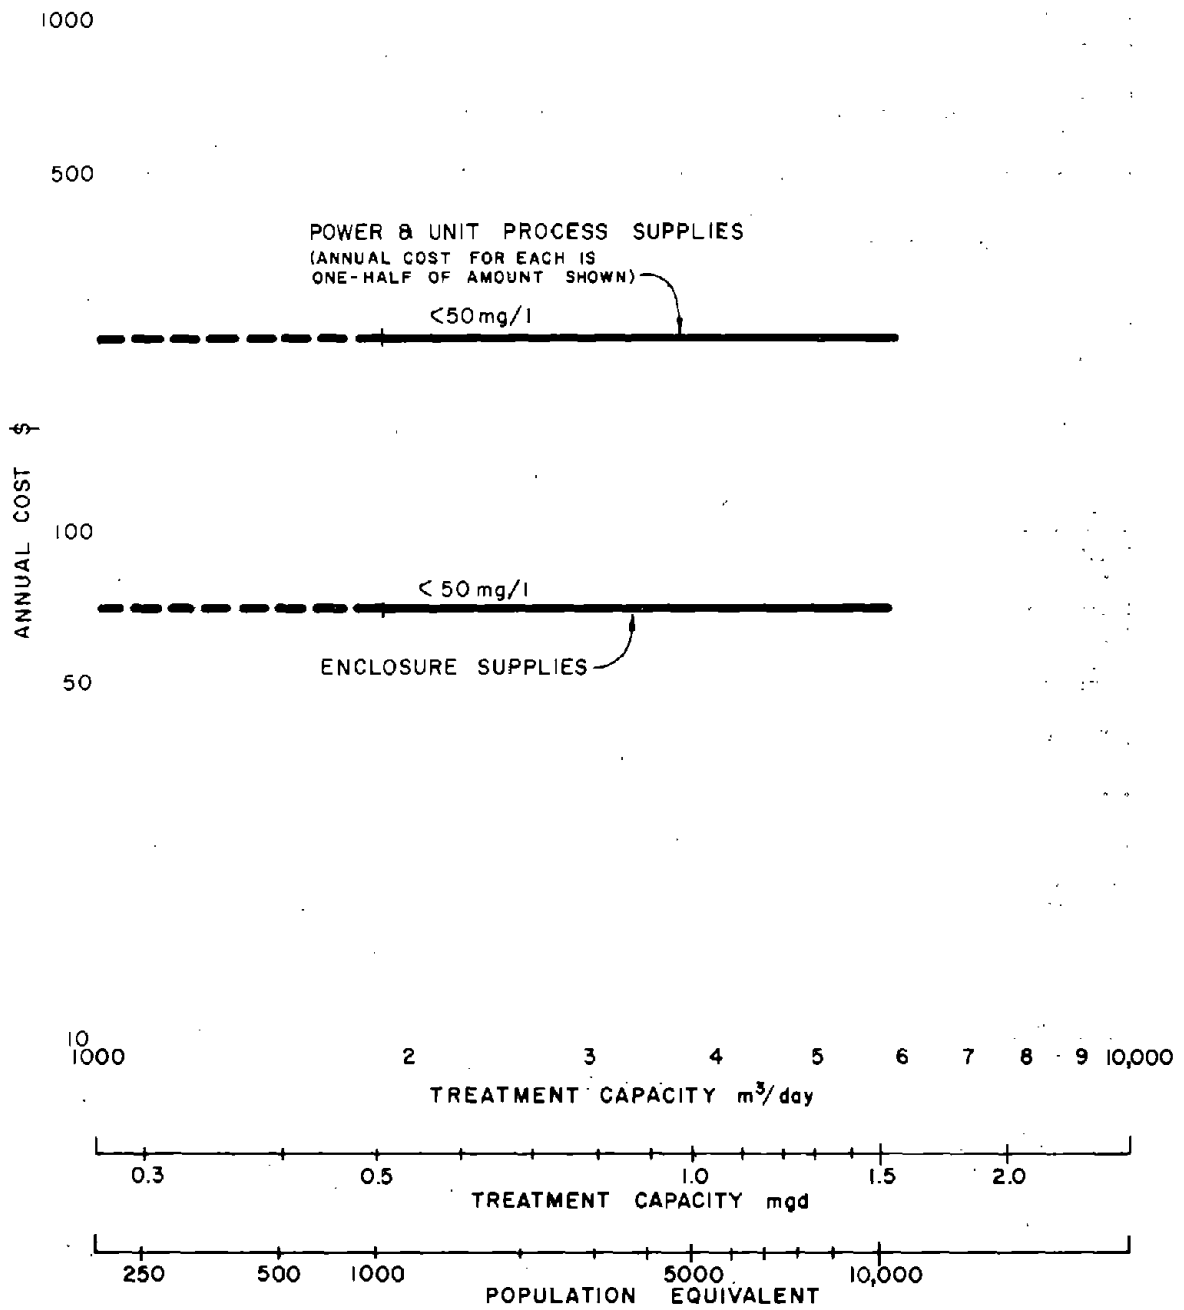 1000
500
POWER & UNIT PROCESS SUPPLIES
(ANNUAL COST FOR EACH IS
ONE-HALF OF AMOUNT SHOWN)
<50 mg/l
ANNUAL COST $
100
<50 mg/l
ENCLOSURE SUPPLIES
50
10
1000 2 3 4 5 6 7 8 9 10,000
TREATMENT CAPACITY m³/day
0.3 0.5 1.0 1.5 2.0
TREATMENT CAPACITY mgd
250 500 1000 5000 10,000
POPULATION EQUIVALENT